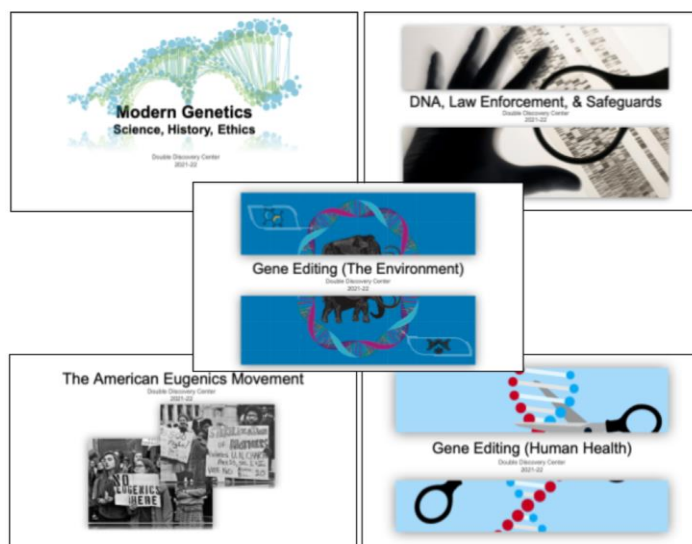 Modern Genetics
Science, History, Ethics
Double Discovery Center
2021-22
DNA, Law Enforcement, & Safeguards
Double Discovery Center
2021-22
Gene Editing (The Environment)
Double Discovery Center
2021-22
The American Eugenics Movement
Double Discovery Center
2021-22
NO
EUGENICS
HERE
Gene Editing (Human Health)
Double Discovery Center
2021-22